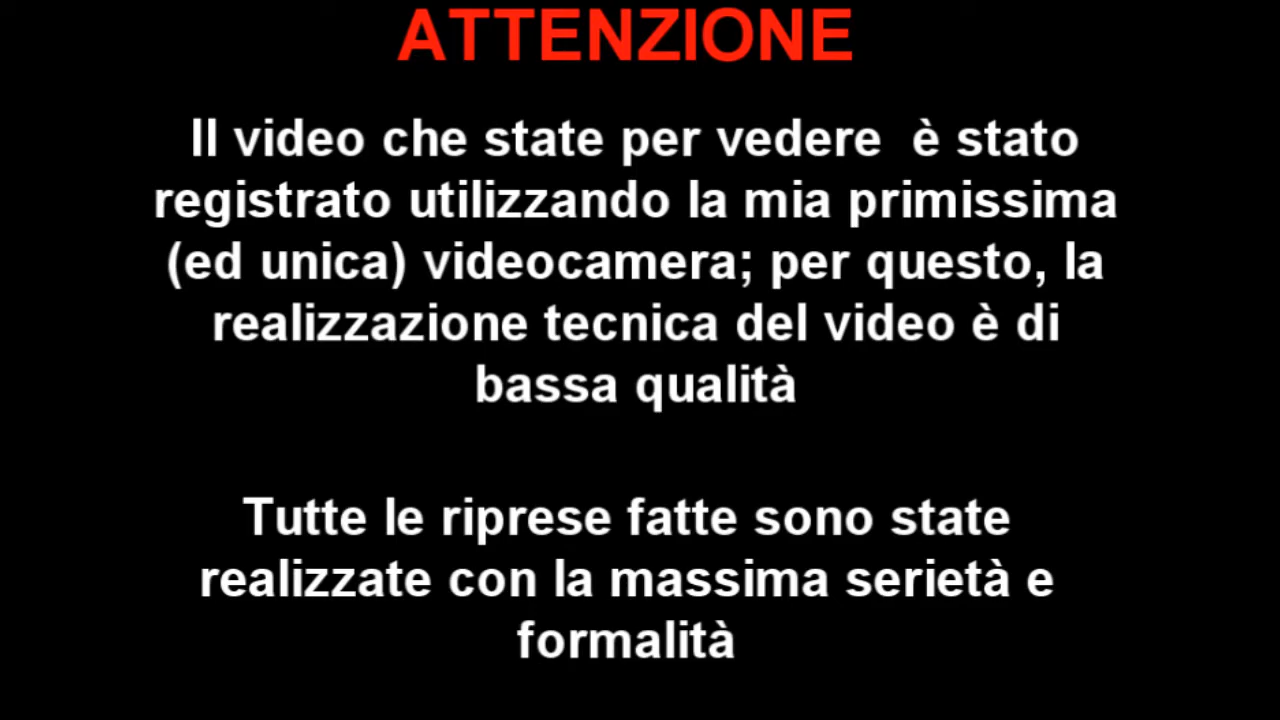 ATTENZIONE
Il video che state per vedere  è stato
registrato utilizzando la mia primissima
(ed unica) videocamera; per questo, la
realizzazione tecnica del video è di
bassa qualità
Tutte le riprese fatte sono state
realizzate con la massima serietà e
formalità